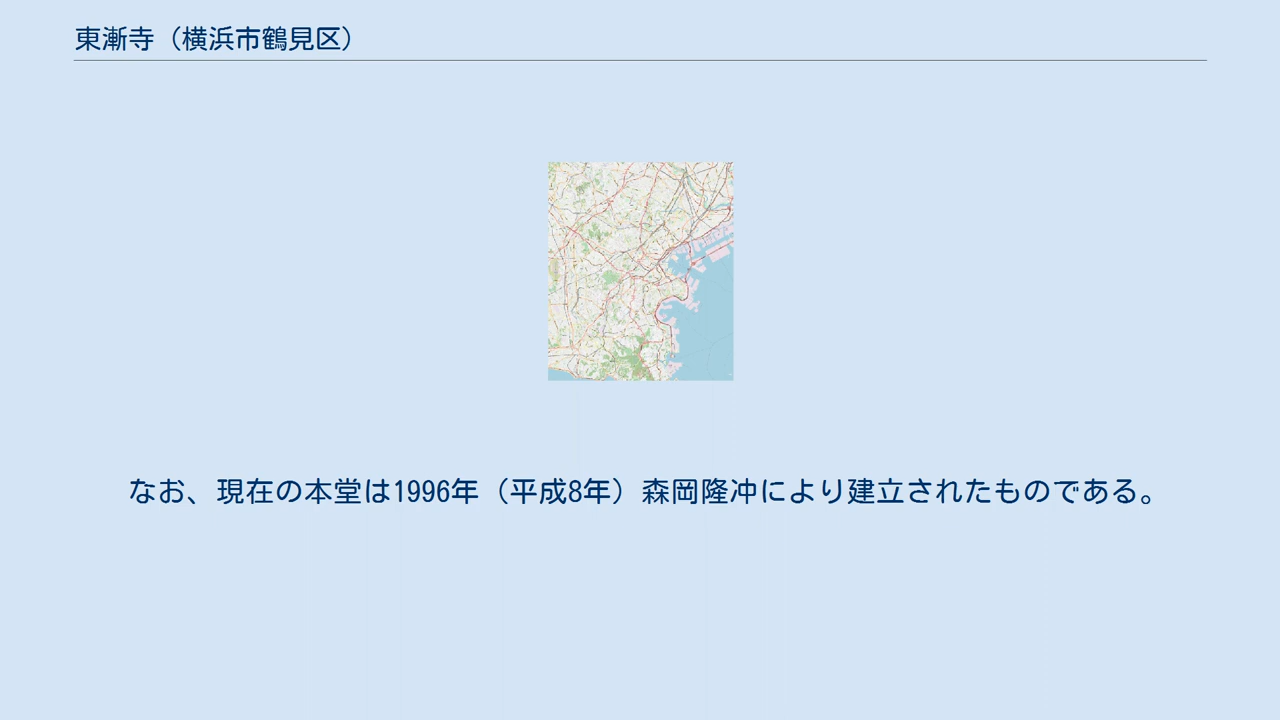 東漸寺（横浜市鶴見区）
なお、現在の本堂は1996年（平成8年）森岡隆冲により建立されたものである。